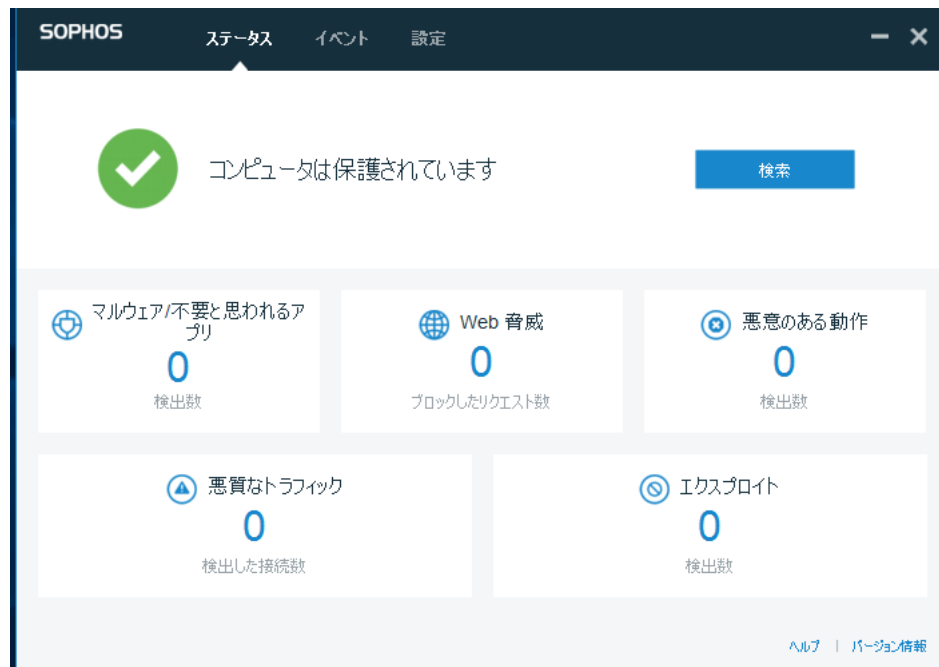 SOPHOS ステータス イベント 設定
コンピュータは保護されています 検索
マルウェア/不要と思われるア
プリ
0
検出数
Web 脅威
0
ブロックしたリクエスト数
悪意のある動作
0
検出数
悪質なトラフィック
0
検出した接続数
エクスプロイト
0
検出数
ヘルプ | バージョン情報